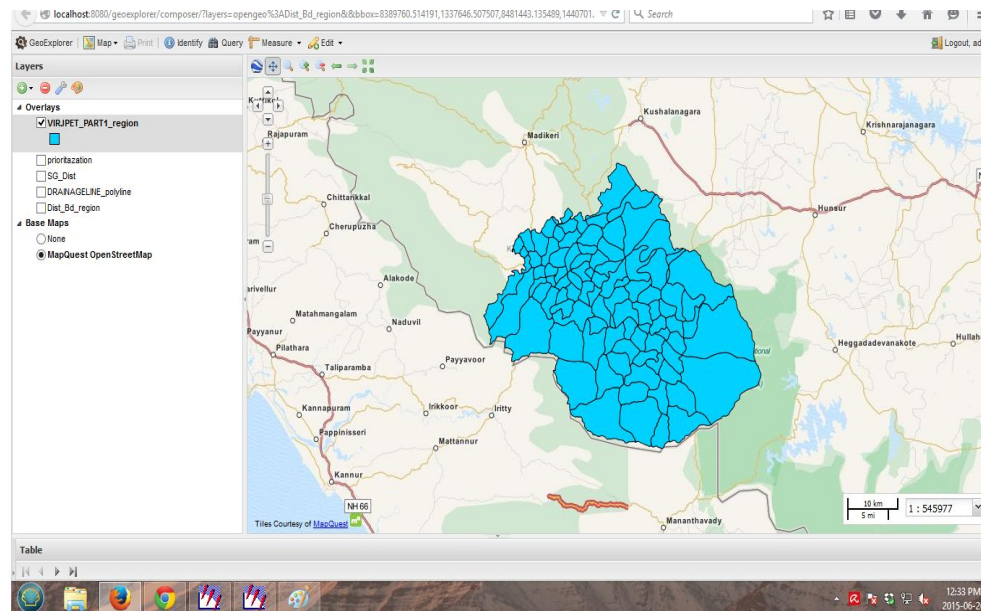 localhost:8080/geoexplorer/composer/?layers=opengeo%3ADist_Bd_region&&bbox=8389760.514191,1337646.507507,8481443.135489,1440701.
Search
GeoExplorer Map Print Identify Query Measure Edit Logout, ad
Layers
Overlays
VIRJPET_PART1_region
prioritazation
SG_Dist
DRAINAGELINE_polyline
Dist_Bd_region
Base Maps
None
MapQuest OpenStreetMap
Kushalanagara
Krishnarajanagara
Rajapuram
Madikeri
Chittarikkal
Hunsur
Cherupuzha
Alakode
arivellur
Matahmangalam
Naduvil
Payyanur
Heggadadevanakote
Hullah
Pilathara
Payyavoor
Taliparamba
Kannapuram
Irikkoor
Iritty
Pappinisseri
Mattannur
Kannur
NH 66
10 km
5 mi
1 : 545977
Tiles Courtesy of MapQuest
Mananthavady
Table
12:33 PM